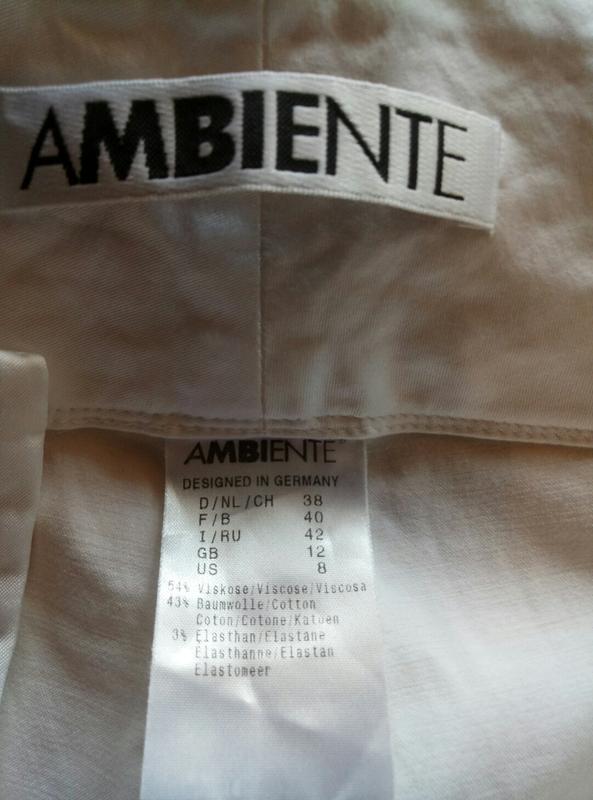 AMBIENTE
AMBIENTE®
DESIGNED IN GERMANY
D/NL/CH 38
F/B 40
I/RU 42
GB 12
US 8
54% Viskose/Viscose/Viscosa
43% Baumwolle/Cotton
Coton/Cotone/Katoen
3% Elasthan/Elastane
Elasthanne/Elastan
Elastomeer